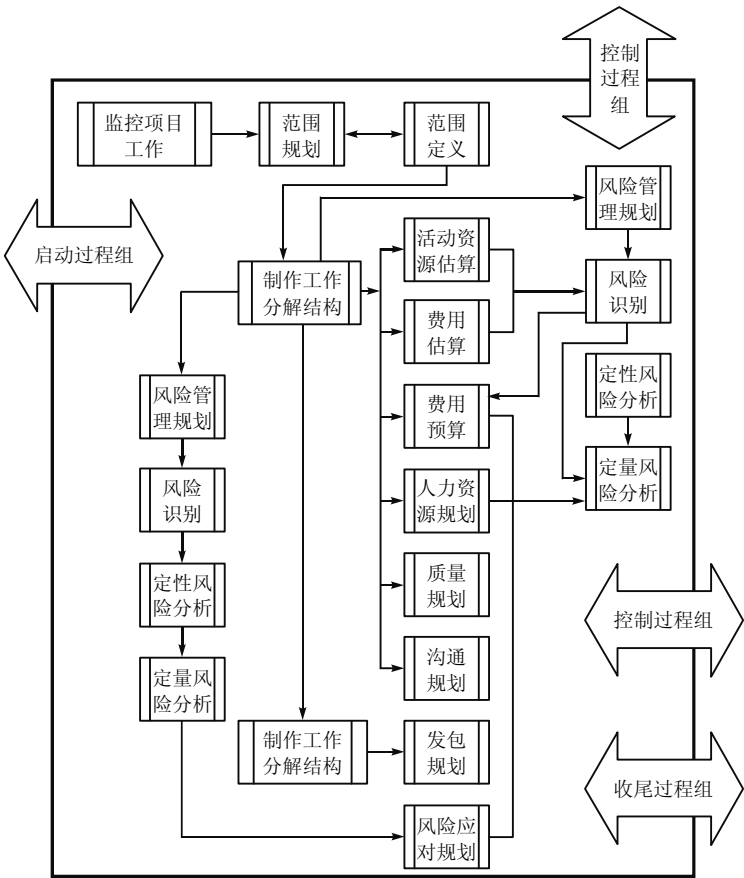 控制
过程
组
监控项目
工作
范围
规划
范围
定义
风险管
理规划
启动过程组
制作工作
分解结构
活动资
源估算
风险
识别
费用
估算
风险管
理规划
费用
预算
定性风
险分析
风险
识别
人力资
源规划
定量风
险分析
定性风
险分析
质量
规划
控制过程组
定量风
险分析
沟通
规划
制作工作
分解结构
发包
规划
收尾过程组
风险应
对规划